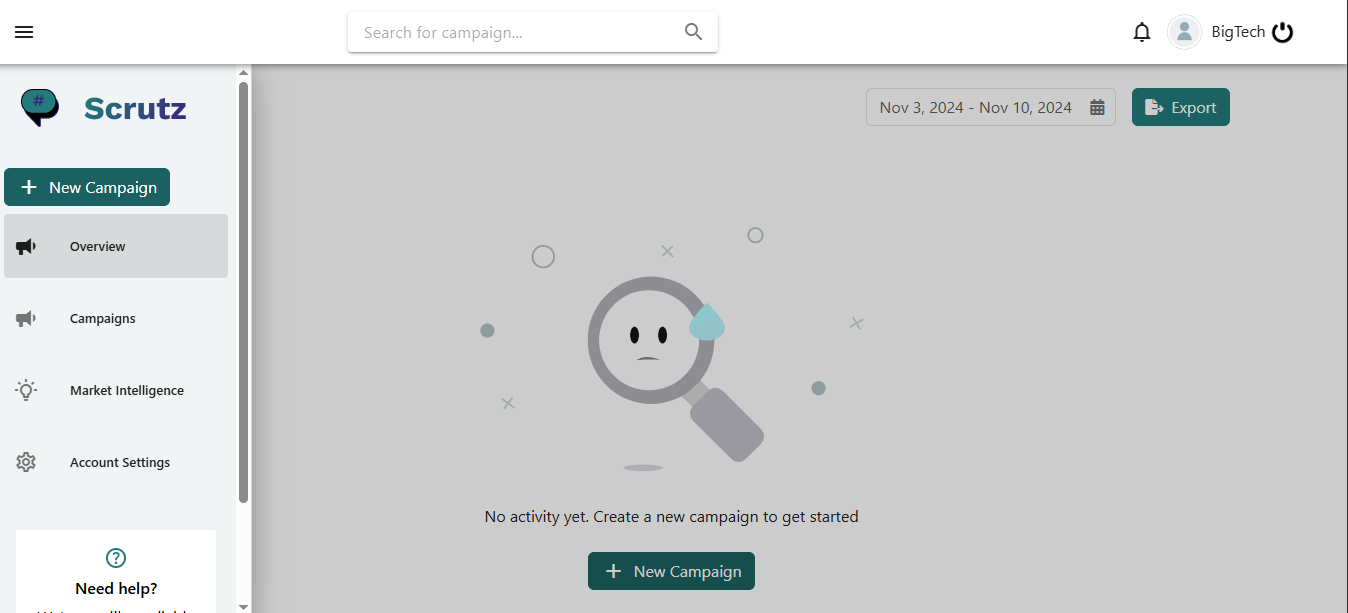 Search for campaign...
BigTech
#
Scrutz
Nov 3, 2024 - Nov 10, 2024
Export
New Campaign
Overview
Campaigns
Market Intelligence
Account Settings
No activity yet. Create a new campaign to get started
New Campaign
?
Need help?